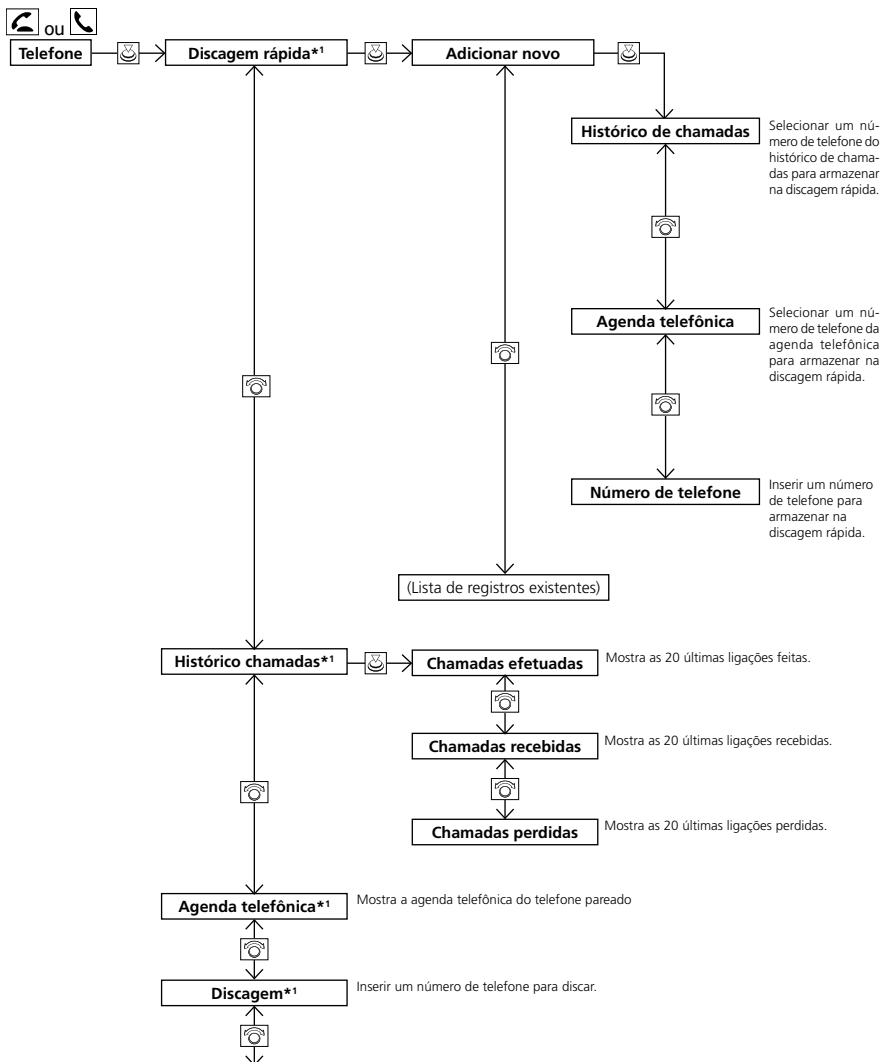 ou
Telefone
Discagem rápida*¹
Adicionar novo
Histórico de chamadas
Selecionar um nú-
mero de telefone do
histórico de chama-
das para armazenar
na discagem rápida.
Agenda telefônica
Selecionar um nú-
mero de telefone da
agenda telefônica
para armazenar na
discagem rápida.
Número de telefone
Inserir um número
de telefone para
armazenar na
discagem rápida.
(Lista de registros existentes)
Histórico chamadas*¹
Chamadas efetuadas
Mostra as 20 últimas ligações feitas.
Chamadas recebidas
Mostra as 20 últimas ligações recebidas.
Chamadas perdidas
Mostra as 20 últimas ligações perdidas.
Agenda telefônica*¹
Mostra a agenda telefônica do telefone pareado
Discagem*¹
Inserir um número de telefone para discar.